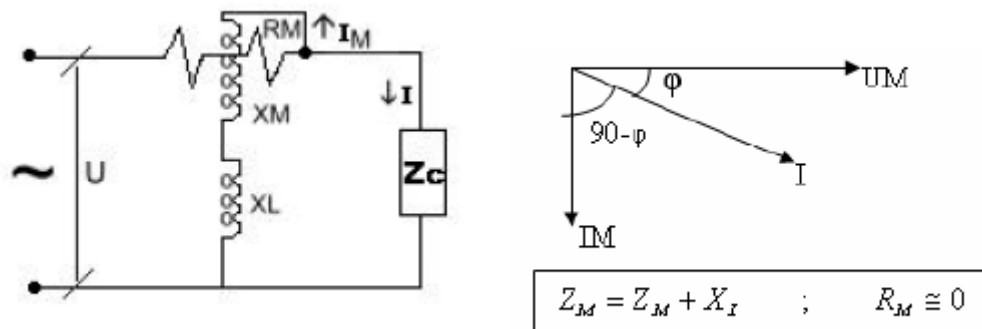 RM ↑IM
↓I
XM
~ U Zc
XL
φ UM
90-φ
I
IM
Z_M = Z_M + X_I ; R_M ≅ 0